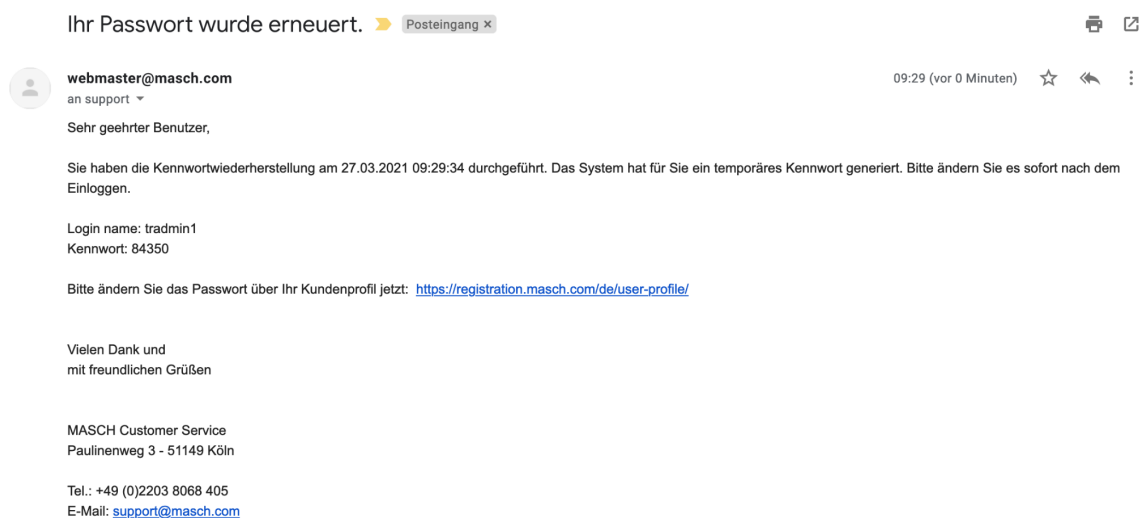 Ihr Passwort wurde erneuert. Posteingang ×
webmaster@masch.com 09:29 (vor 0 Minuten)
an support
Sehr geehrter Benutzer,
Sie haben die Kennwortwiederherstellung am 27.03.2021 09:29:34 durchgeführt. Das System hat für Sie ein temporäres Kennwort generiert. Bitte ändern Sie es sofort nach dem
Einloggen.
Login name: tradmin1
Kennwort: 84350
Bitte ändern Sie das Passwort über Ihr Kundenprofil jetzt: https://registration.masch.com/de/user-profile/
Vielen Dank und
mit freundlichen Grüßen
MASCH Customer Service
Paulinenweg 3 - 51149 Köln
Tel.: +49 (0)2203 8068 405
E-Mail: support@masch.com